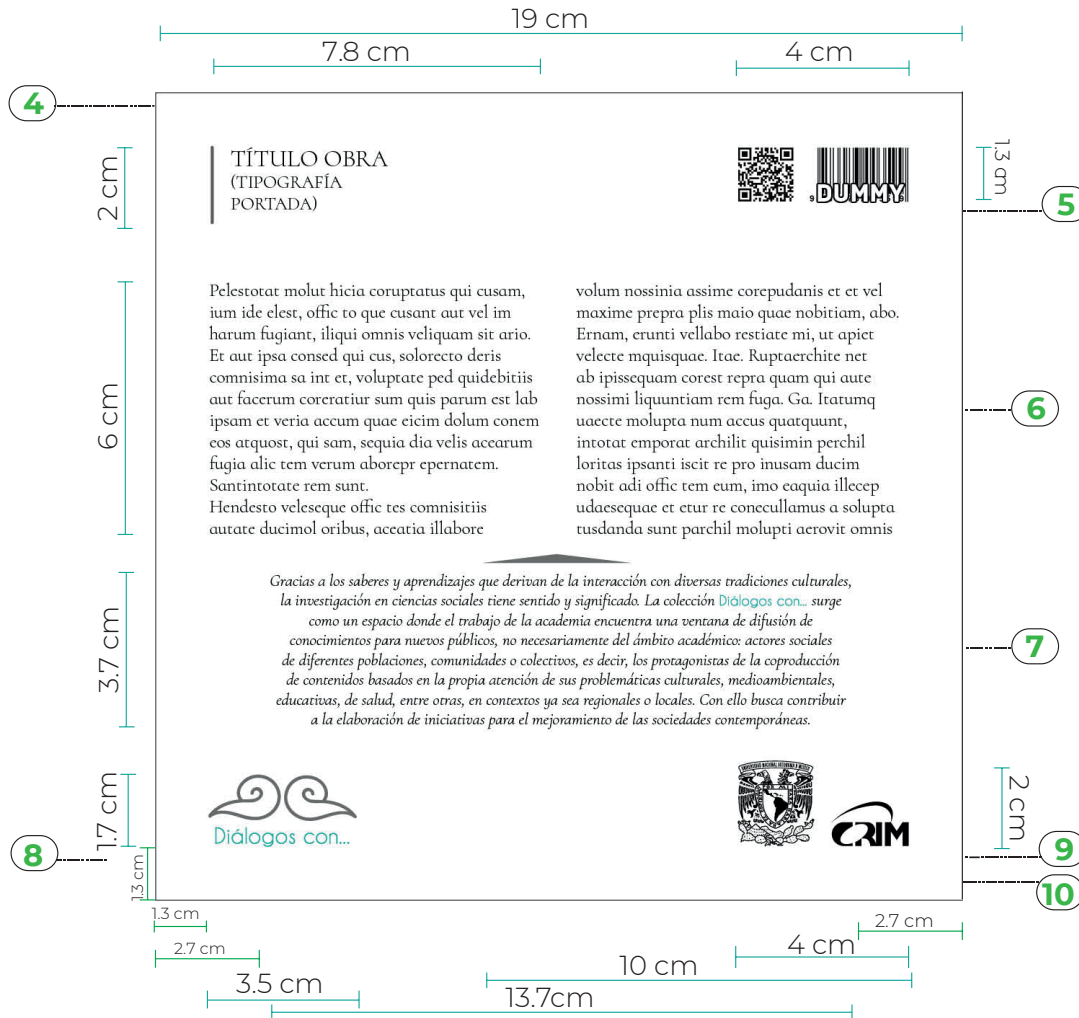 19 cm
7.8 cm
4 cm
4
2 cm
TÍTULO OBRA
(TIPOGRAFÍA
PORTADA)
9 DUMMY
1.3 cm
5
6 cm
Pelestotat molut hicia coruptatus qui cusam,
ium ide elest, offic to que cusant aut vel im
harum fugiant, iliqui omnis veliquam sit ario.
Et aut ipsa consed qui cus, solorecto deris
comnisima sa int et, voluptate ped quidebitiis
aut facerum coreratiur sum quis parum est lab
ipsam et veria accum quae eicim dolum conem
eos atquost, qui sam, sequia dia velis acearum
fugia alic tem verum aborepr epernatem.
Santintotate rem sunt.
Hendesto veleseque offic tes comnisitiis
autate ducimol oribus, aceatia illabore
volum nossinia assime corepudanis et et vel
maxime prepra plis maio quae nobitiam, abo.
Ernam, erunti vellabo restiate mi, ut apiet
velecte mquisquae. Itae. Ruptaerchite net
ab ipissequam corest repra quam qui aute
nossimi liquuntiam rem fuga. Ga. Itatumq
uaecte molupta num accus quatquunt,
intotat emporat archilit quisimin perchil
loritas ipsanti iscit re pro inusam ducim
nobit adi offic tem eum, imo eaquia illecep
udaesequae et etur re conecullamus a solupta
tusdanda sunt parchil molupti aerovit omnis
6
3.7 cm
Gracias a los saberes y aprendizajes que derivan de la interacción con diversas tradiciones culturales,
la investigación en ciencias sociales tiene sentido y significado. La colección Diálogos con... surge
como un espacio donde el trabajo de la academia encuentra una ventana de difusión de
conocimientos para nuevos públicos, no necesariamente del ámbito académico: actores sociales
de diferentes poblaciones, comunidades o colectivos, es decir, los protagonistas de la coproducción
de contenidos basados en la propia atención de sus problemáticas culturales, medioambientales,
educativas, de salud, entre otras, en contextos ya sea regionales o locales. Con ello busca contribuir
a la elaboración de iniciativas para el mejoramiento de las sociedades contemporáneas.
7
1.7 cm
Diálogos con...
CRIM
2 cm
8
9
1.3 cm
10
1.3 cm
2.7 cm
2.7 cm
4 cm
10 cm
3.5 cm
13.7cm